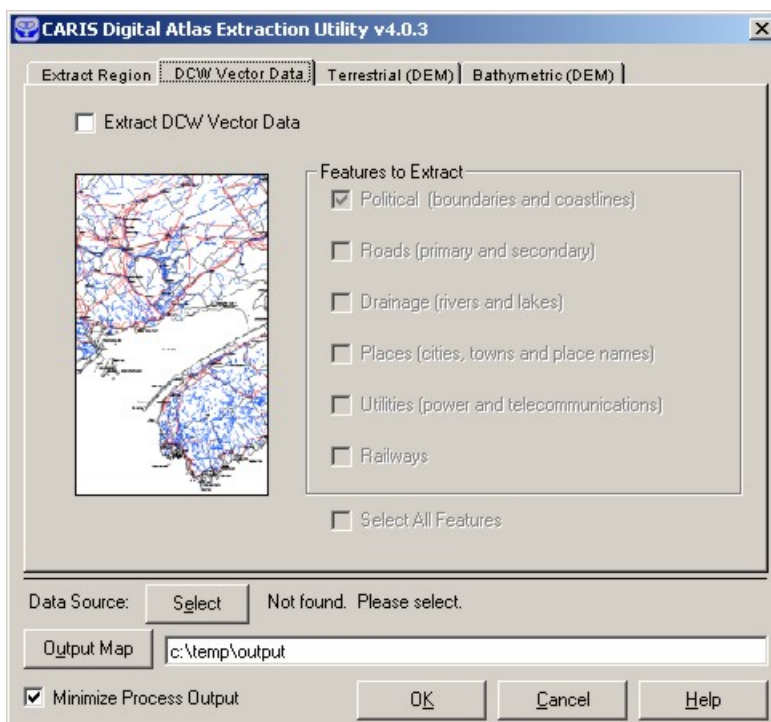 CARIS Digital Atlas Extraction Utility v4.0.3
Extract Region DCW Vector Data Terrestrial (DEM) Bathymetric (DEM)
Extract DCW Vector Data
Features to Extract
Political (boundaries and coastlines)
Roads (primary and secondary)
Drainage (rivers and lakes)
Places (cities, towns and place names)
Utilities (power and telecommunications)
Railways
Select All Features
Data Source: Select Not found. Please select.
Output Map c:\temp\output
Minimize Process Output OK Cancel Help